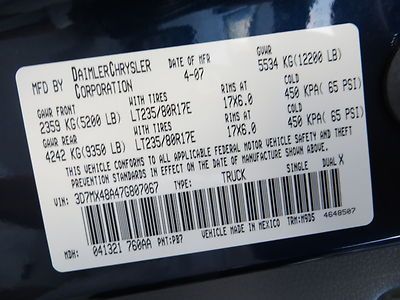 MFD BY DAIMLERCHRYSLER CORPORATION DATE OF MFR 4-07 GVWR 5534 KG(12200 LB)
GAWR FRONT WITH TIRES RIMS AT COLD
2359 KG(5200 LB) LT235/80R17E 17X6.0 450 KPA( 65 PSI)
GAWR REAR WITH TIRES RIMS AT COLD
4242 KG(9350 LB) LT235/80R17E 17X6.0 450 KPA( 65 PSI)
THIS VEHICLE CONFORMS TO ALL APPLICABLE FEDERAL MOTOR VEHICLE SAFETY AND
THEFT PREVENTION STANDARDS IN EFFECT ON THE DATE OF MANUFACTURE SHOWN ABOVE.
VIN: 3D7MX48A47G807067 TYPE: TRUCK SINGLE DUAL X
MDH: 041321 760AA PNT:PB7 VEHICLE MADE IN MEXICO TRM:M9D5 4648507